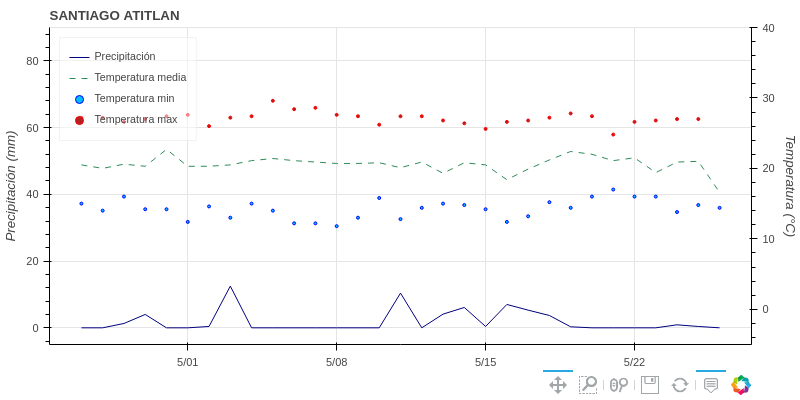 SANTIAGO ATITLAN
Precipitación
Temperatura media
Temperatura min
Temperatura max
Precipitación (mm)
80
60
40
20
0
Temperatura (°C)
40
30
20
10
0
5/01
5/08
5/15
5/22